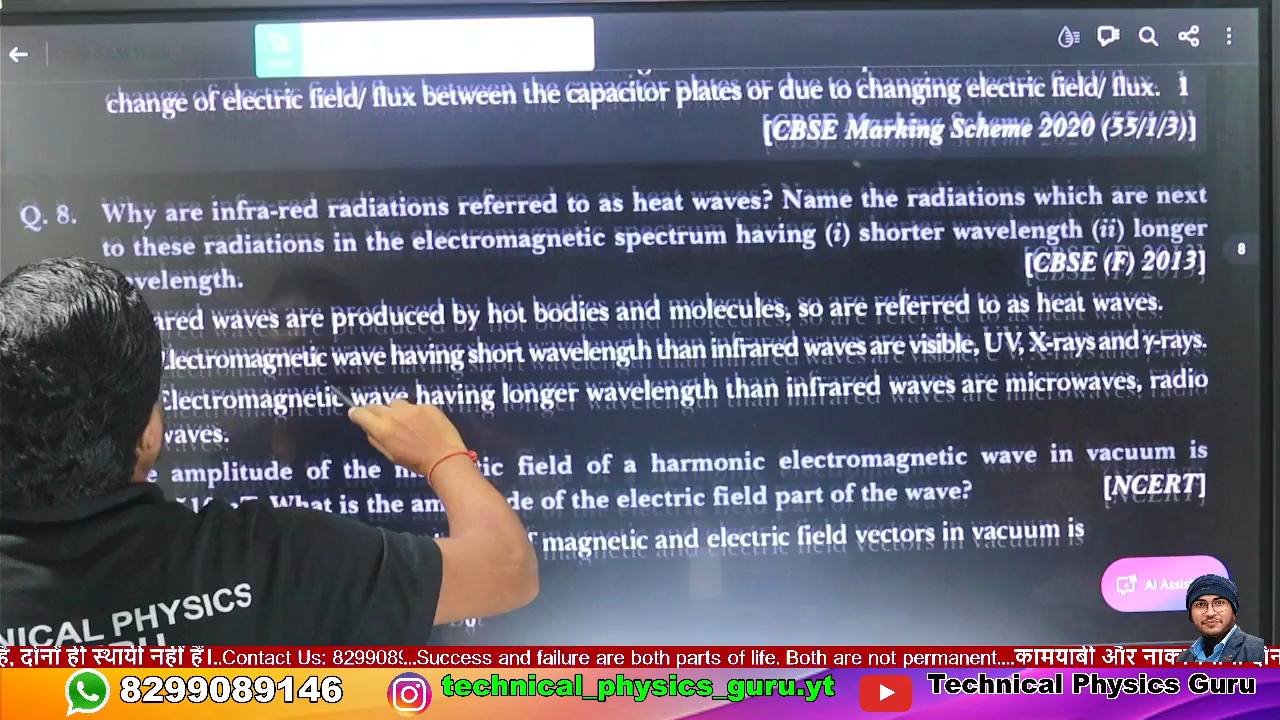 change of electric field/ flux between the capacitor plates or due to changing electric field/ flux. 1
[CBSE Marking Scheme 2020 (55/1/3)]
Q. 8. Why are infra-red radiations referred to as heat waves? Name the radiations which are next
to these radiations in the electromagnetic spectrum having (i) shorter wavelength (ii) longer
velength.
[CBSE (F) 2013]
8
ared waves are produced by hot bodies and molecules, so are referred to as heat waves.
Electromagnetic wave having short wavelength than infrared waves are visible, UV, X-rays and γ-rays.
Electromagnetic wave having longer wavelength than infrared waves are microwaves, radio
waves.
amplitude of the field of a harmonic electromagnetic wave in vacuum is
What is the am de of the electric field part of the wave?
[NCERT]
magnetic and electric field vectors in vacuum is
AI Assis
NICAL PHYSICS
हैं, दोनों ही स्थायी नहीं हैं।..Contact Us: 829908९...Success and failure are both parts of life. Both are not permanent....कामयाबी और
8299089146
technical_physics_guru.yt
Technical Physics Guru